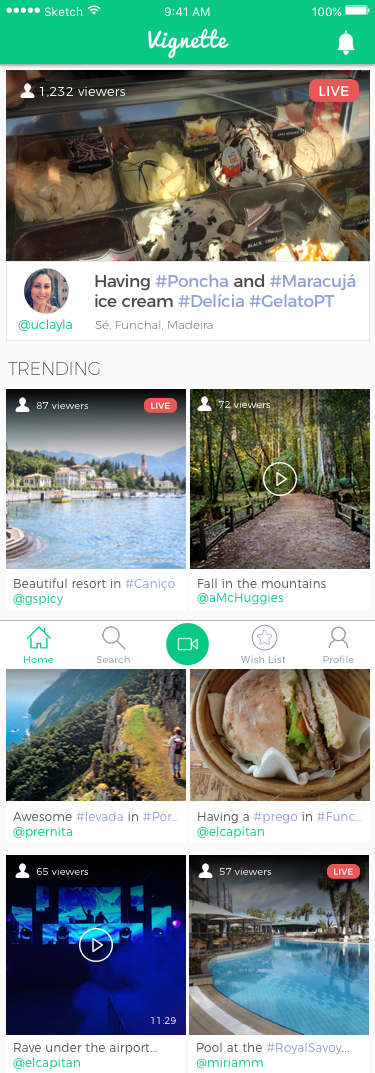 Sketch 9:41 AM 100%
Vignette
1,232 viewers LIVE
Having #Poncha and #Maracujá
ice cream #Delícia #GelatoPT
@uclayla Sé, Funchal, Madeira
TRENDING
87 viewers LIVE
72 viewers
Beautiful resort in #Caniço
@gspicy
Fall in the mountains
@aMcHuggies
Home Search Wish List Profile
Awesome #levada in #Por...
@prernita
Having a #prego in #Func...
@elcapitan
65 viewers
57 viewers LIVE
11:29
Rave under the airport...
@elcapitan
Pool at the #RoyalSavoy...
@miriamm